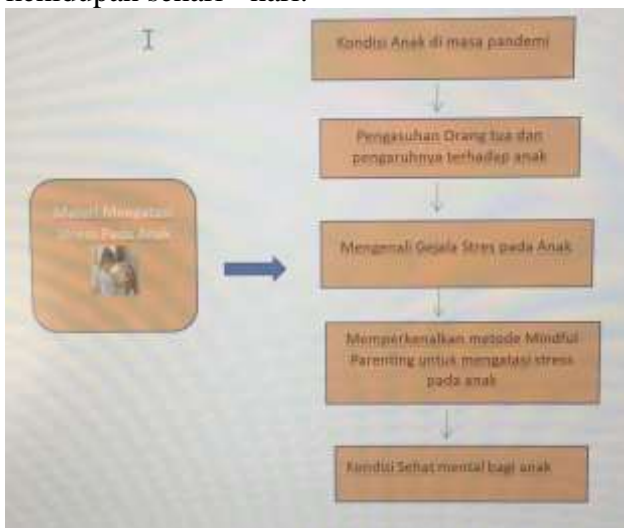 Kondisi Anak di masa pandemi
Pengasuhan Orang tua dan
pengaruhnya terhadap anak
Materi Mengatasi
Stress Pada Anak
Mengenali Gejala Stres pada Anak
Memperkenalkan metode Mindful
Parenting untuk mengatasi stress
pada anak
Kondisi Sehat mental bagi anak